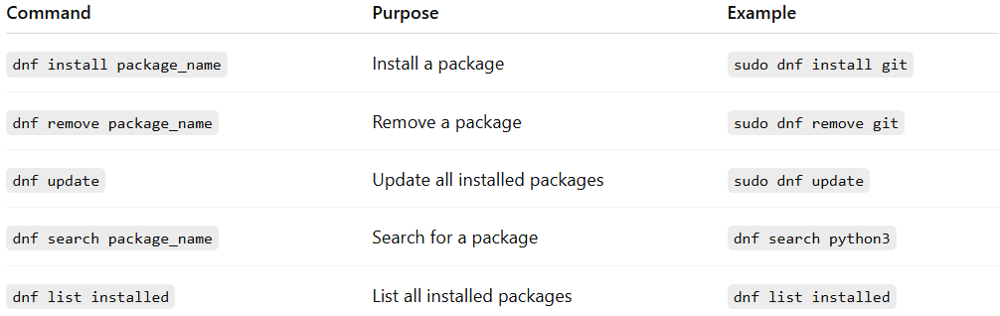 Command Purpose Example
dnf install package_name Install a package sudo dnf install git
dnf remove package_name Remove a package sudo dnf remove git
dnf update Update all installed packages sudo dnf update
dnf search package_name Search for a package dnf search python3
dnf list installed List all installed packages dnf list installed